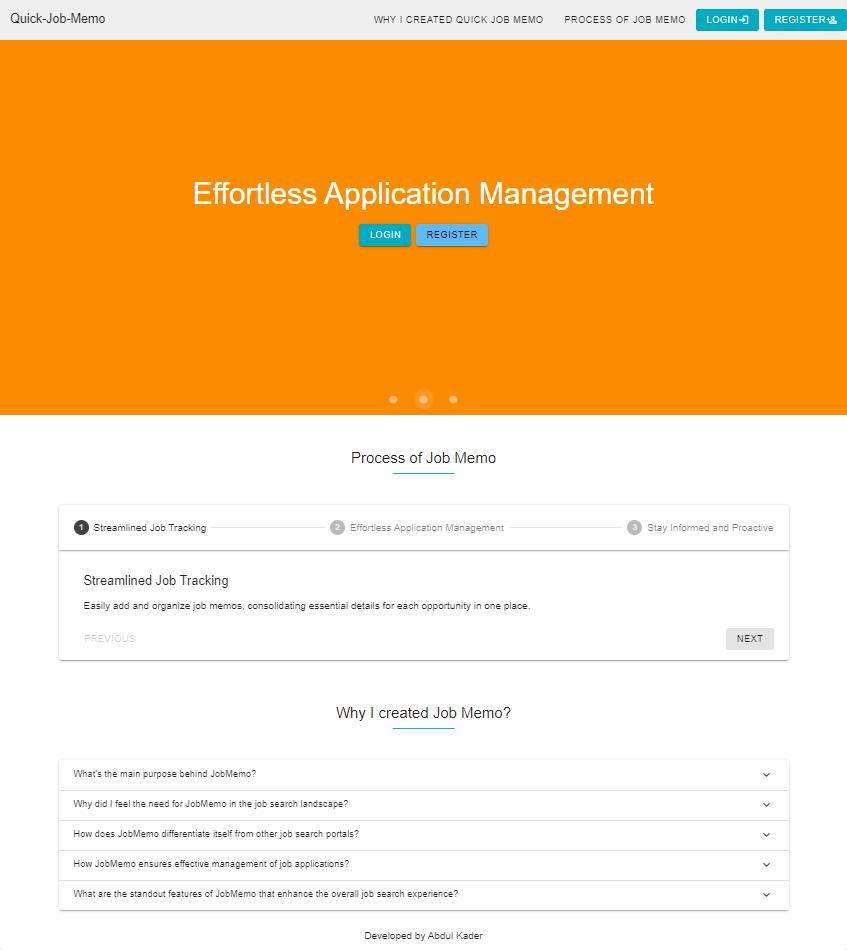 Quick-Job-Memo
WHY I CREATED QUICK JOB MEMO
PROCESS OF JOB MEMO
LOGIN
REGISTER
Effortless Application Management
LOGIN
REGISTER
Process of Job Memo
1 Streamlined Job Tracking
2 Effortless Application Management
3 Stay Informed and Proactive
Streamlined Job Tracking
Easily add and organize job memos, consolidating essential details for each opportunity in one place.
PREVIOUS
NEXT
Why I created Job Memo?
What's the main purpose behind JobMemo?
Why did I feel the need for JobMemo in the job search landscape?
How does JobMemo differentiate itself from other job search portals?
How JobMemo ensures effective management of job applications?
What are the standout features of JobMemo that enhance the overall job search experience?
Developed by Abdul Kader